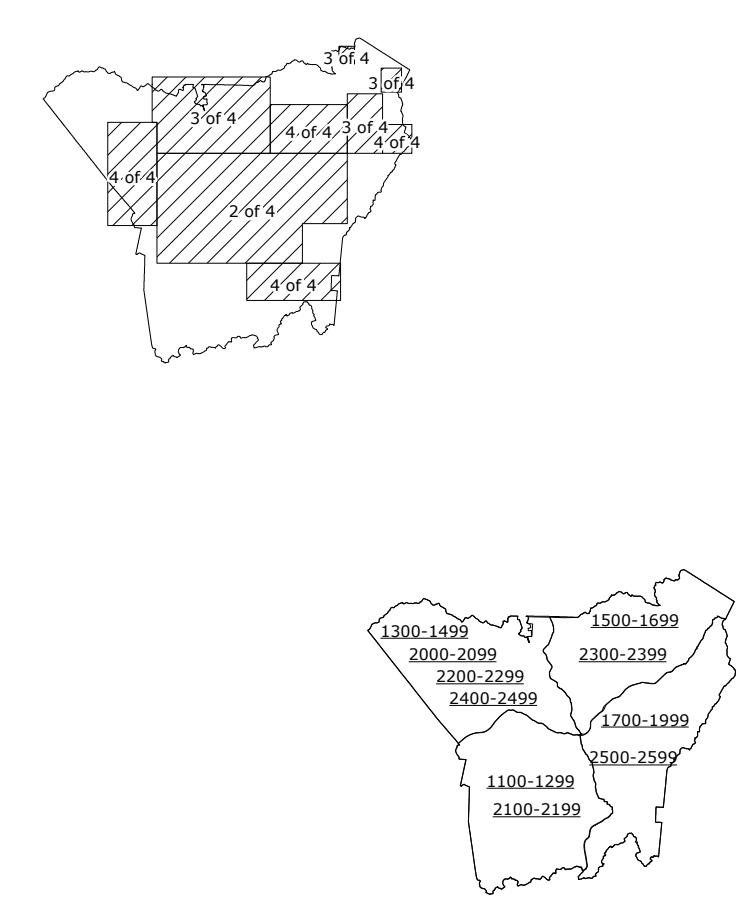 3 of 4
3 of 4
3 of 4
4 of 4
3 of 4
4 of 4
4 of 4
2 of 4
4 of 4
1500-1699
1300-1499
2000-2099
2300-2399
2200-2299
2400-2499
1700-1999
2500-2599
1100-1299
2100-2199